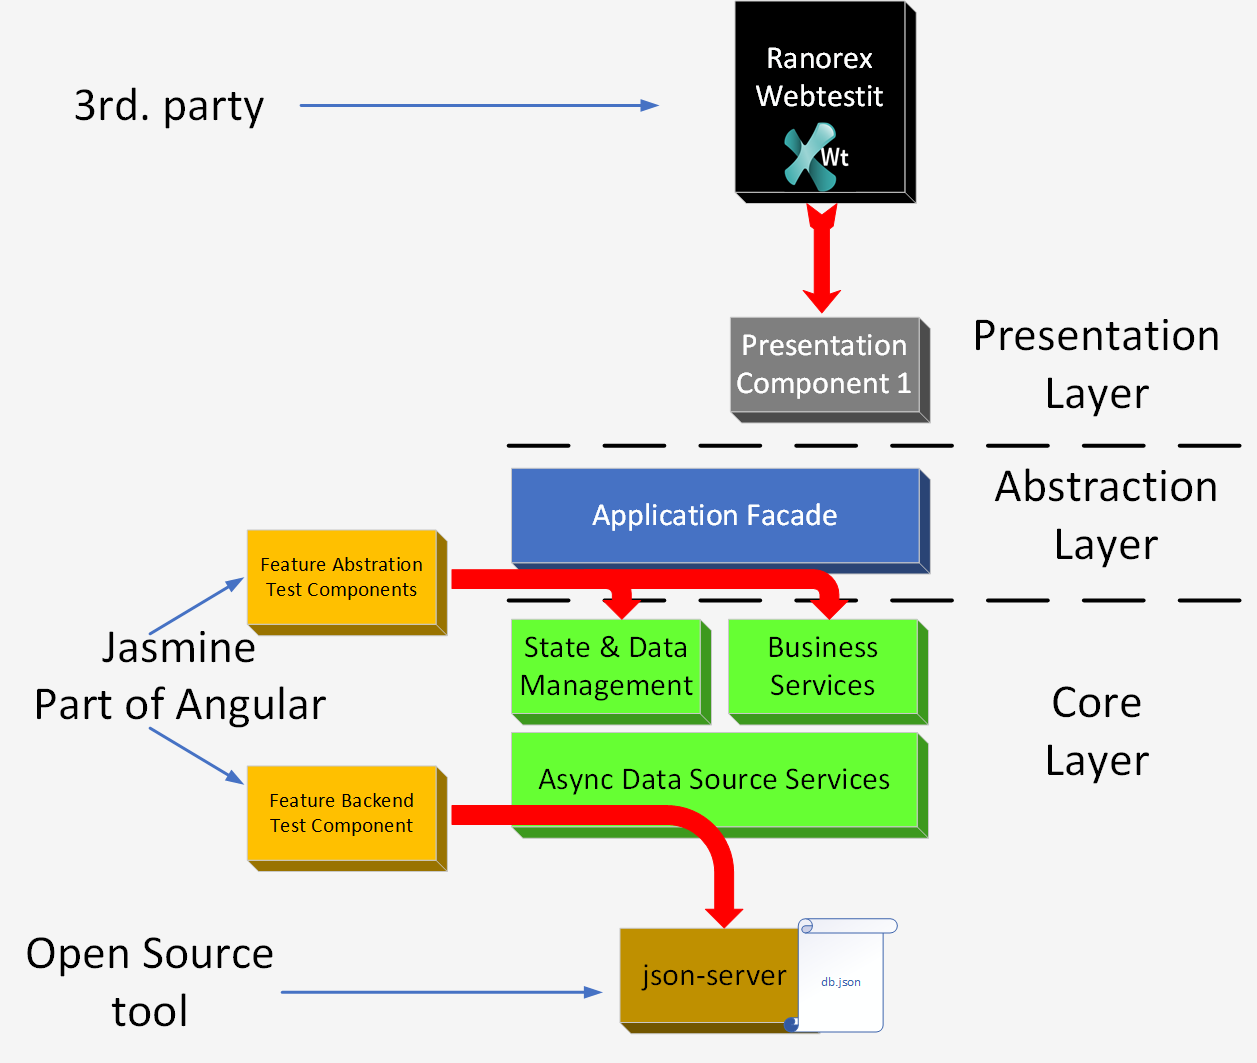 Ranorex
Webtestit
Wt
3rd. party
Presentation
Component 1
Presentation
Layer
Application Facade
Abstraction
Layer
Feature Abstration
Test Components
Jasmine
Part of Angular
State & Data
Management
Business
Services
Core
Layer
Async Data Source Services
Feature Backend
Test Component
Open Source
tool
json-server
db.json